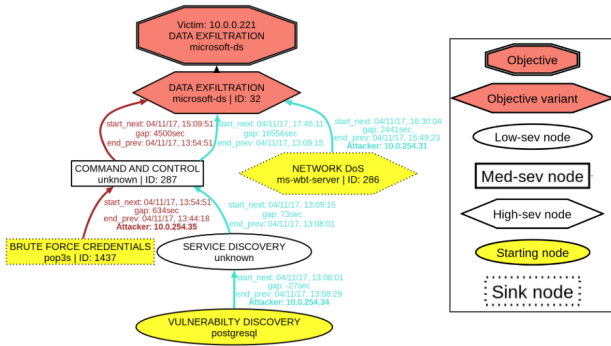 Victim: 10.0.0.221
DATA EXFILTRATION
microsoft-ds
DATA EXFILTRATION
microsoft-ds | ID: 32
start_next: 04/11/17, 15:09:51
gap: 4500sec
end_prev: 04/11/17, 13:54:51
start_next: 04/11/17, 17:45:11
gap: 16556sec
end_prev: 04/11/17, 13:09:15
start_next: 04/11/17, 16:30:04
gap: 2441sec
end_prev: 04/11/17, 15:49:23
Attacker: 10.0.254.31
COMMAND AND CONTROL
unknown | ID: 287
NETWORK DoS
ms-wbt-server | ID: 286
start_next: 04/11/17, 13:54:51
gap: 634sec
end_prev: 04/11/17, 13:44:18
Attacker: 10.0.254.35
start_next: 04/11/17, 13:09:15
gap: 73sec
end_prev: 04/11/17, 13:08:01
BRUTE FORCE CREDENTIALS
pop3s | ID: 1437
SERVICE DISCOVERY
unknown
start_next: 04/11/17, 13:08:01
gap: -27sec
end_prev: 04/11/17, 13:08:29
Attacker: 10.0.254.34
VULNERABILTY DISCOVERY
postgresql
Objective
Objective variant
Low-sev node
Med-sev node
High-sev node
Starting node
Sink node